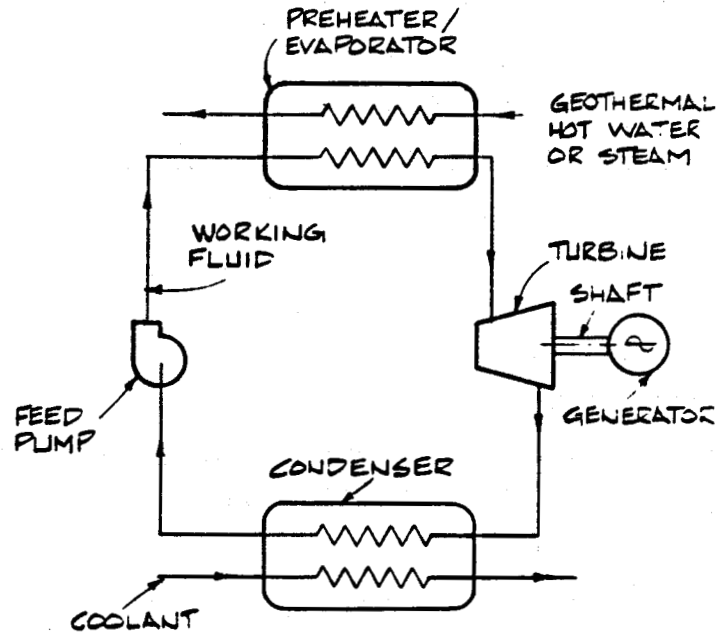 PREHEATER/
EVAPORATOR
GEOTHERMAL
HOT WATER
OR STEAM
WORKING
FLUID
TURBINE
SHAFT
GENERATOR
FEED
PUMP
CONDENSER
COOLANT